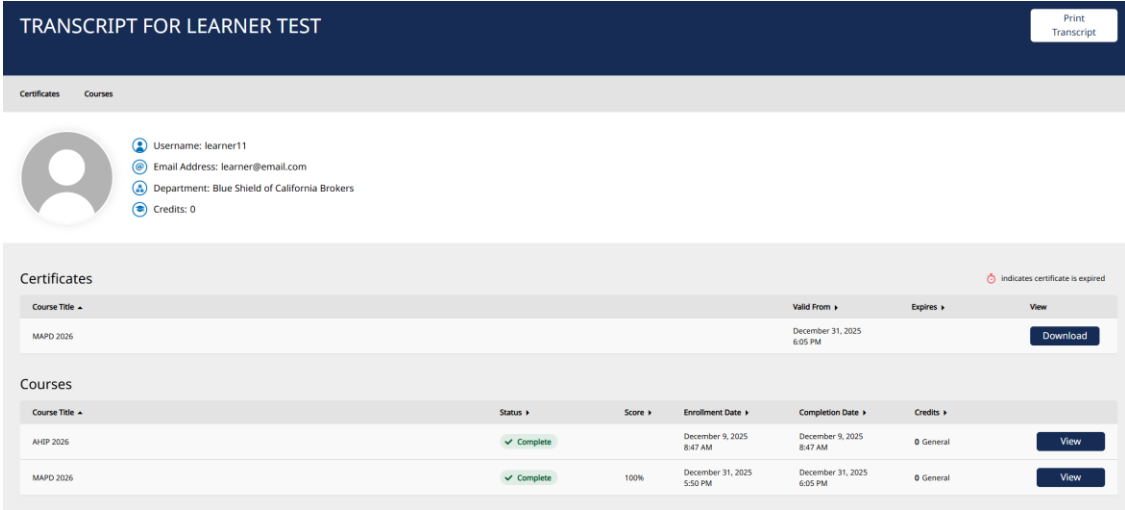 TRANSCRIPT FOR LEARNER TEST
Print
Transcript
Certificates Courses
Username: learner11
Email Address: learner@email.com
Department: Blue Shield of California Brokers
Credits: 0
Certificates
indicates certificate is expired
Course Title Valid From Expires View
MAPD 2026 December 31, 2025 6:05 PM Download
Courses
Course Title Status Score Enrollment Date Completion Date Credits
AHIP 2026 Complete December 9, 2025 8:47 AM December 9, 2025 8:47 AM 0 General View
MAPD 2026 Complete 100% December 31, 2025 5:50 PM December 31, 2025 6:05 PM 0 General View